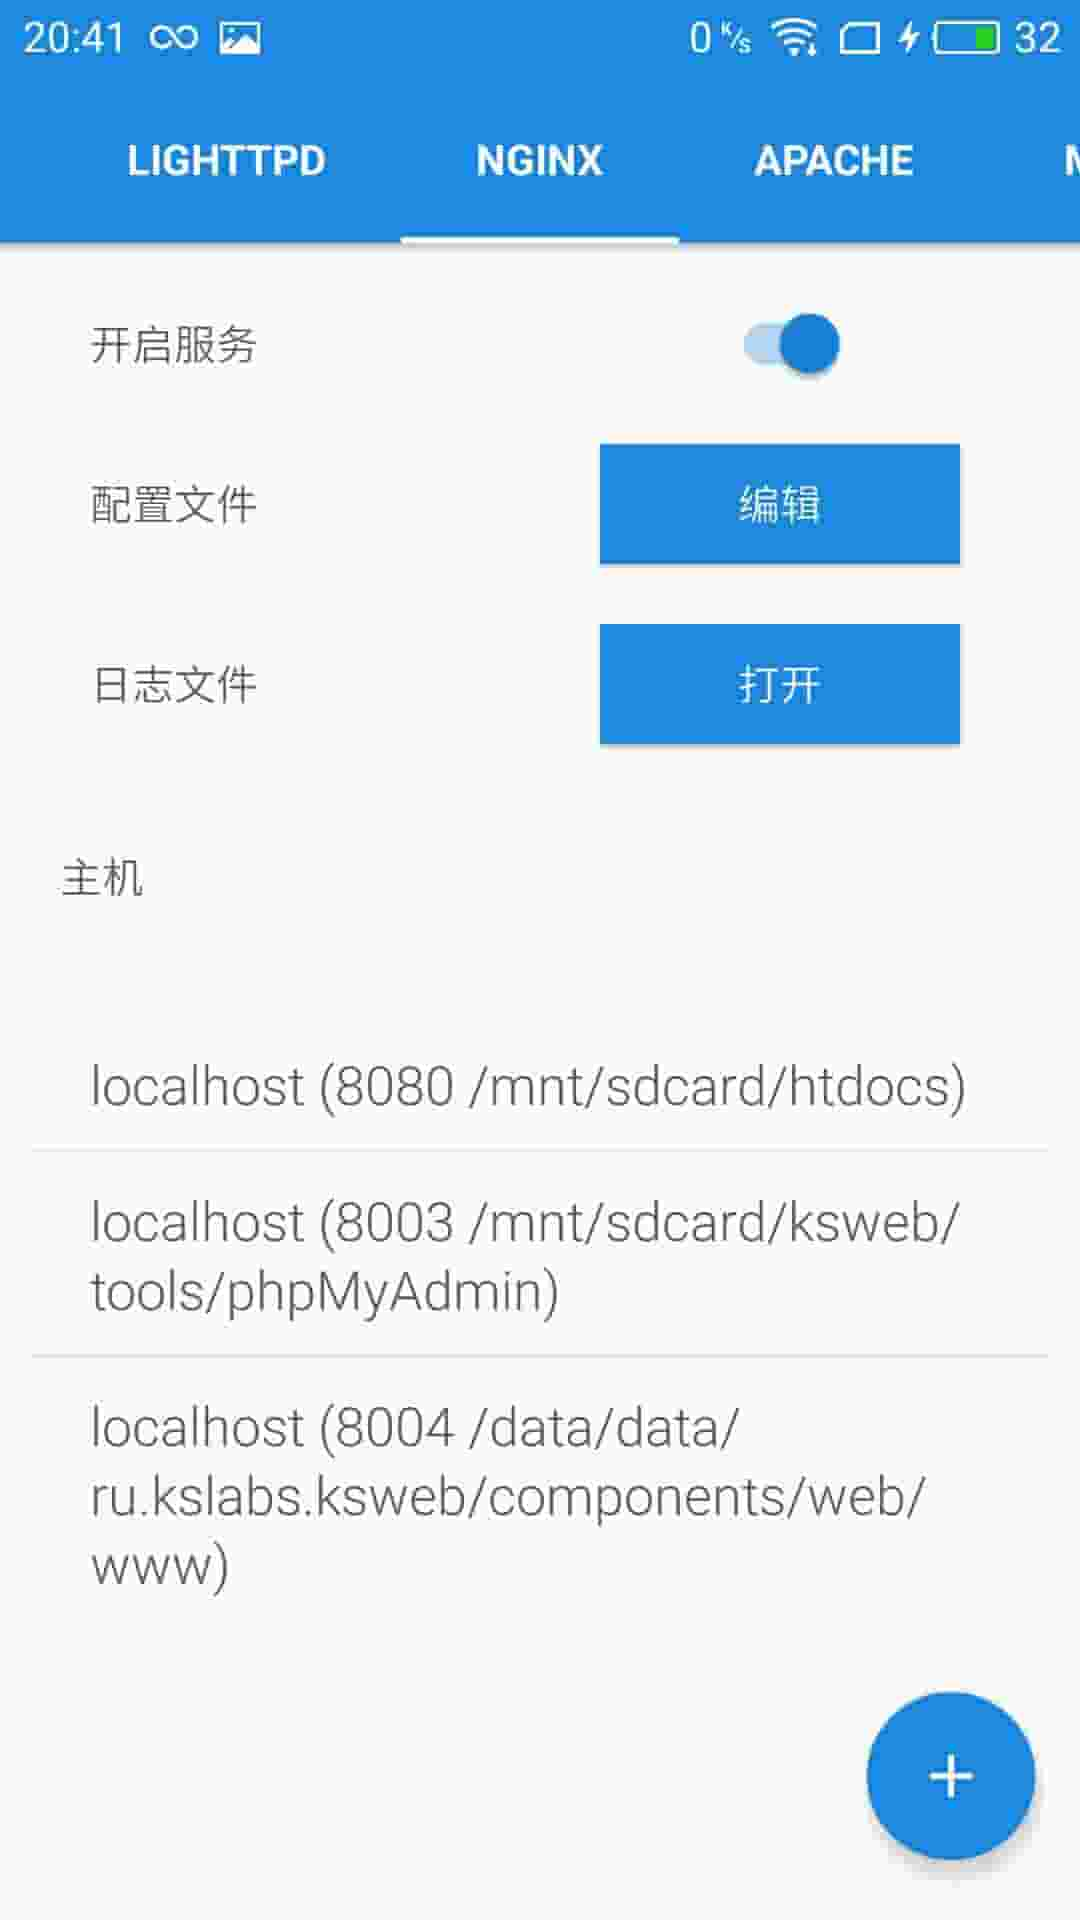 20:41 0 K/s 32
LIGHTTPD NGINX APACHE
开启服务
配置文件 编辑
日志文件 打开
主机
localhost (8080 /mnt/sdcard/htdocs)
localhost (8003 /mnt/sdcard/ksweb/
tools/phpMyAdmin)
localhost (8004 /data/data/
ru.kslabs.ksweb/components/web/
www)
+